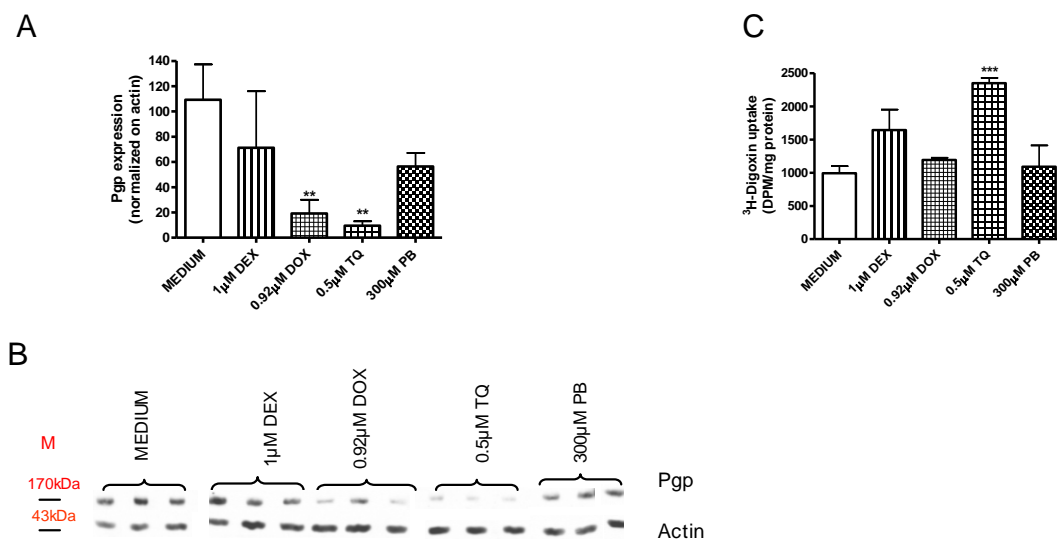 A
Pgp expression
(normalized on actin)
140
120
100
80
60
40
20
0
**
**
MEDIUM
1µM DEX
0.92µM DOX
0.5µM TQ
300µM PB
C
³H-Digoxin uptake
(DPM/mg protein)
2500
2000
1500
1000
500
0
***
MEDIUM
1µM DEX
0.92µM DOX
0.5µM TQ
300µM PB
B
M
MEDIUM
1µM DEX
0.92µM DOX
0.5µM TQ
300µM PB
170kDa
Pgp
43kDa
Actin